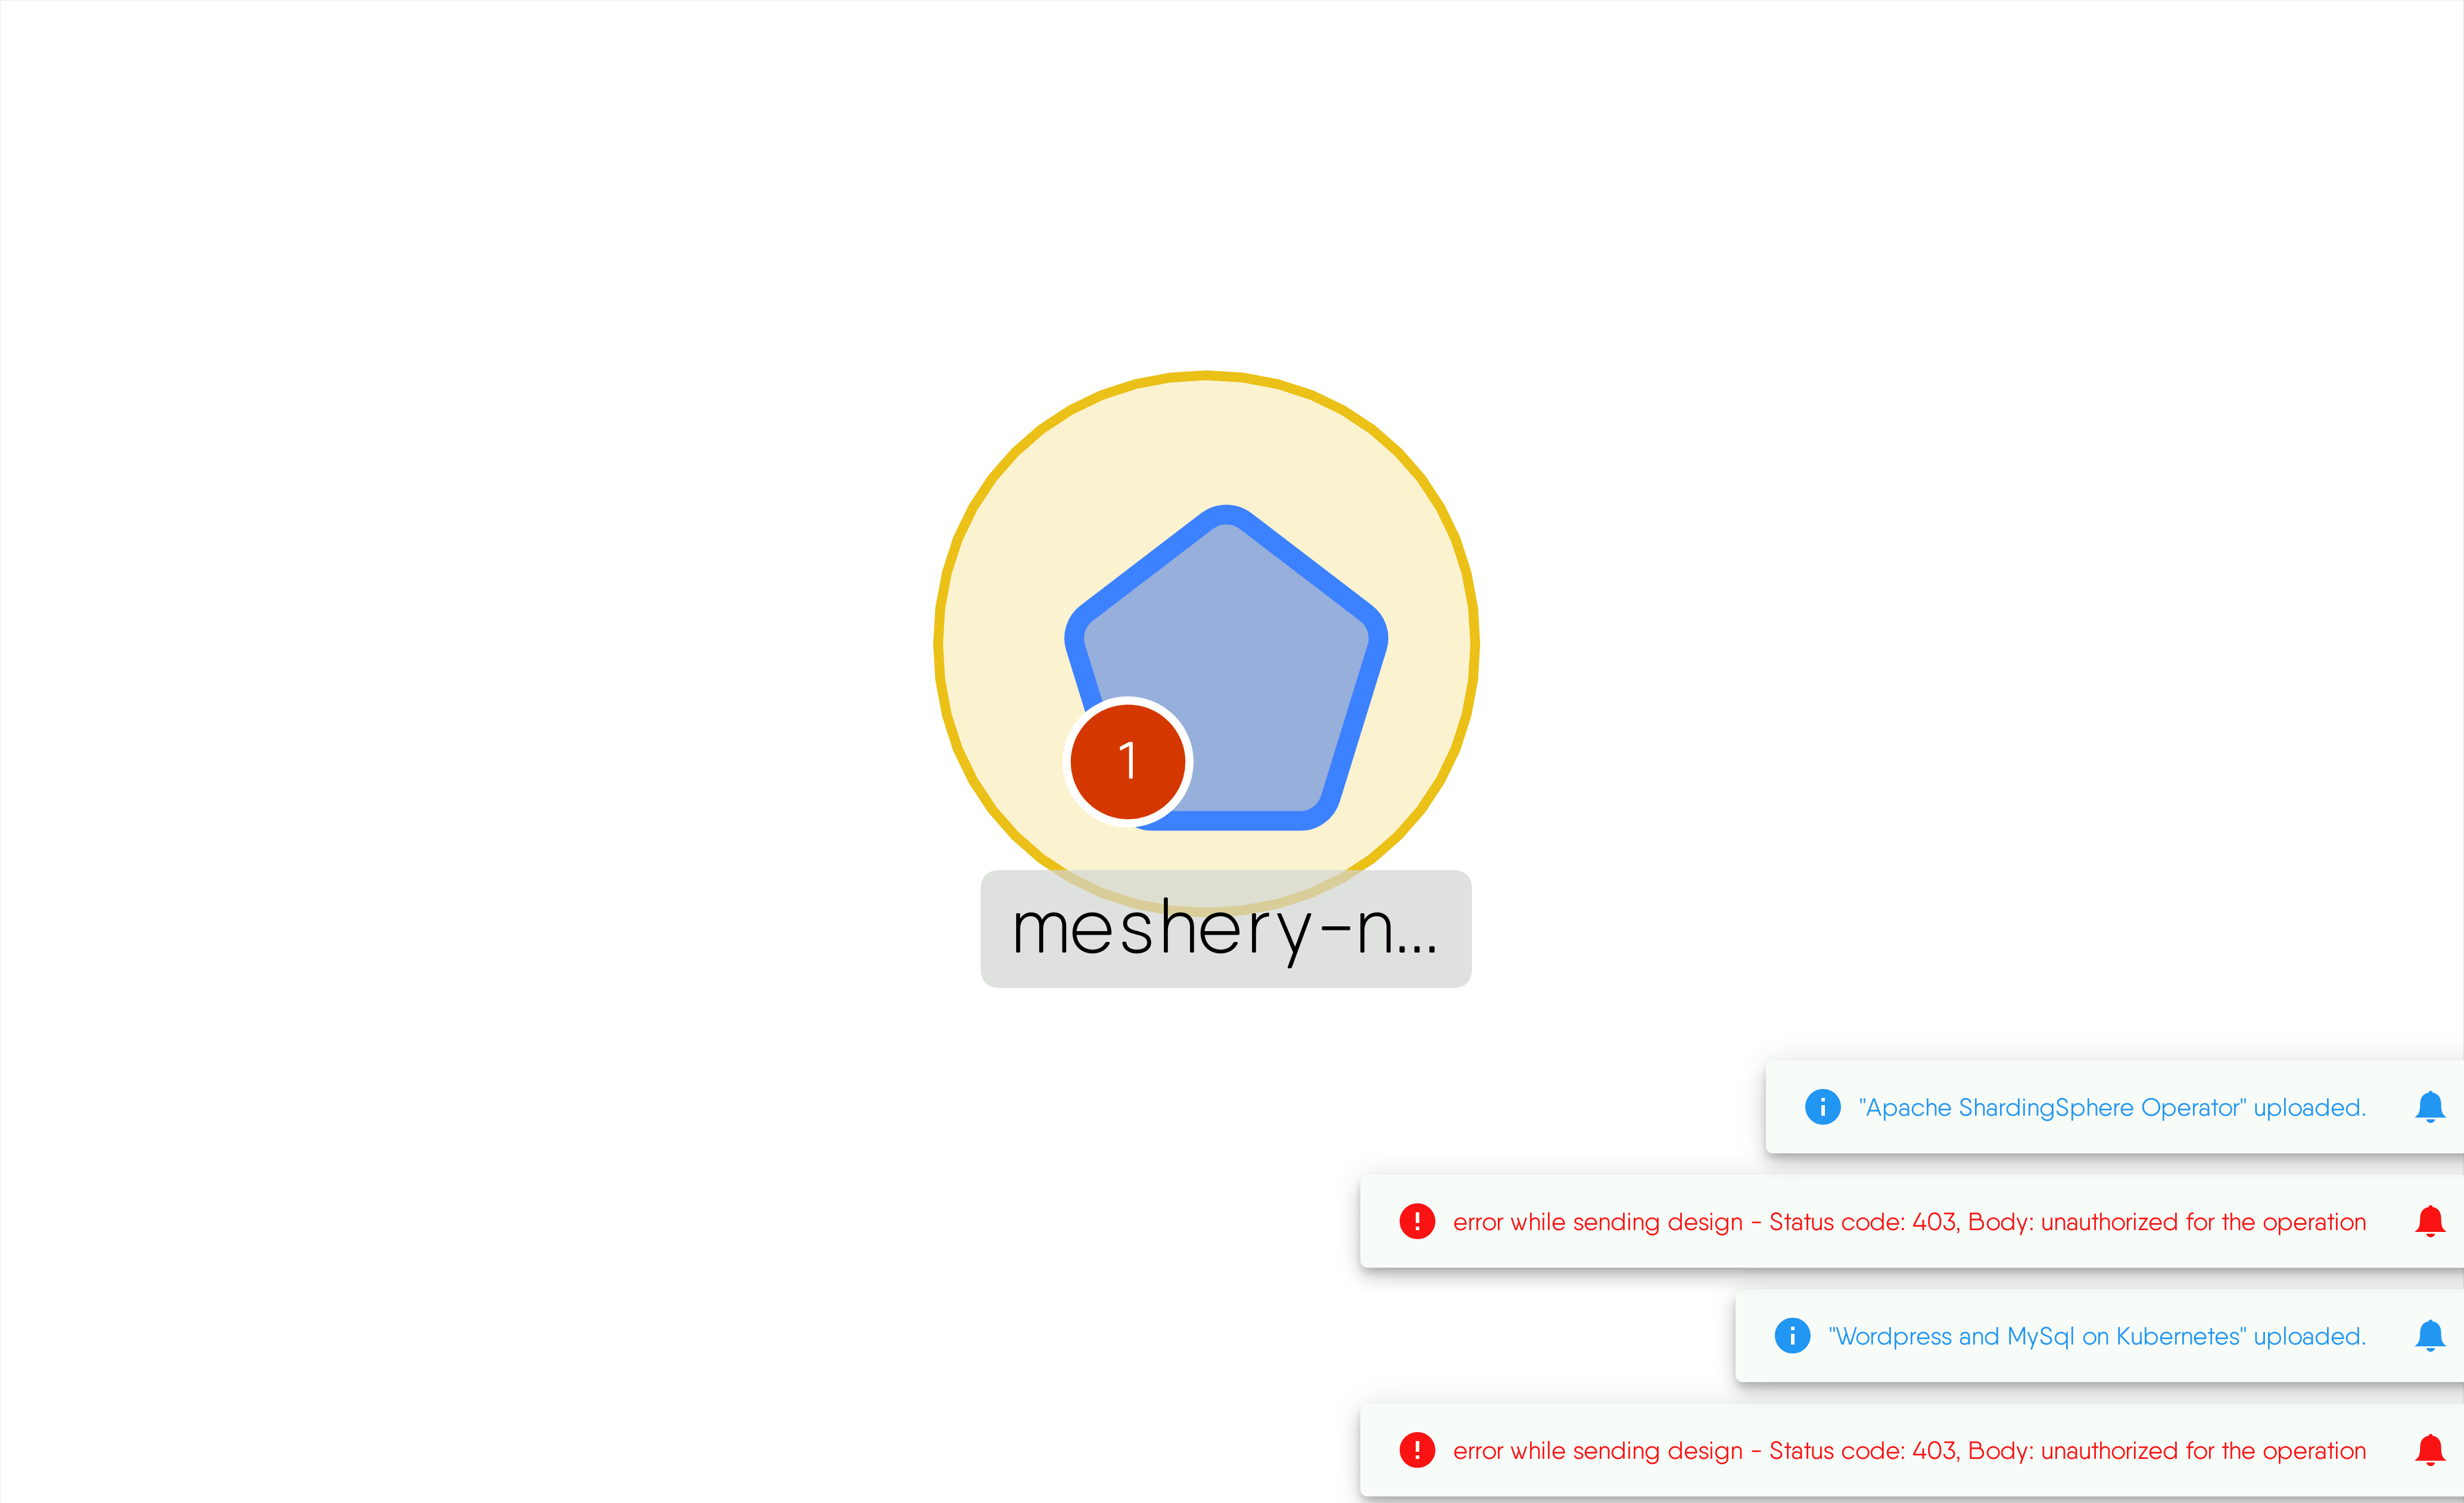 1
meshery-n...
"Apache ShardingSphere Operator" uploaded.
error while sending design - Status code: 403, Body: unauthorized for the operation
"Wordpress and MySql on Kubernetes" uploaded.
error while sending design - Status code: 403, Body: unauthorized for the operation